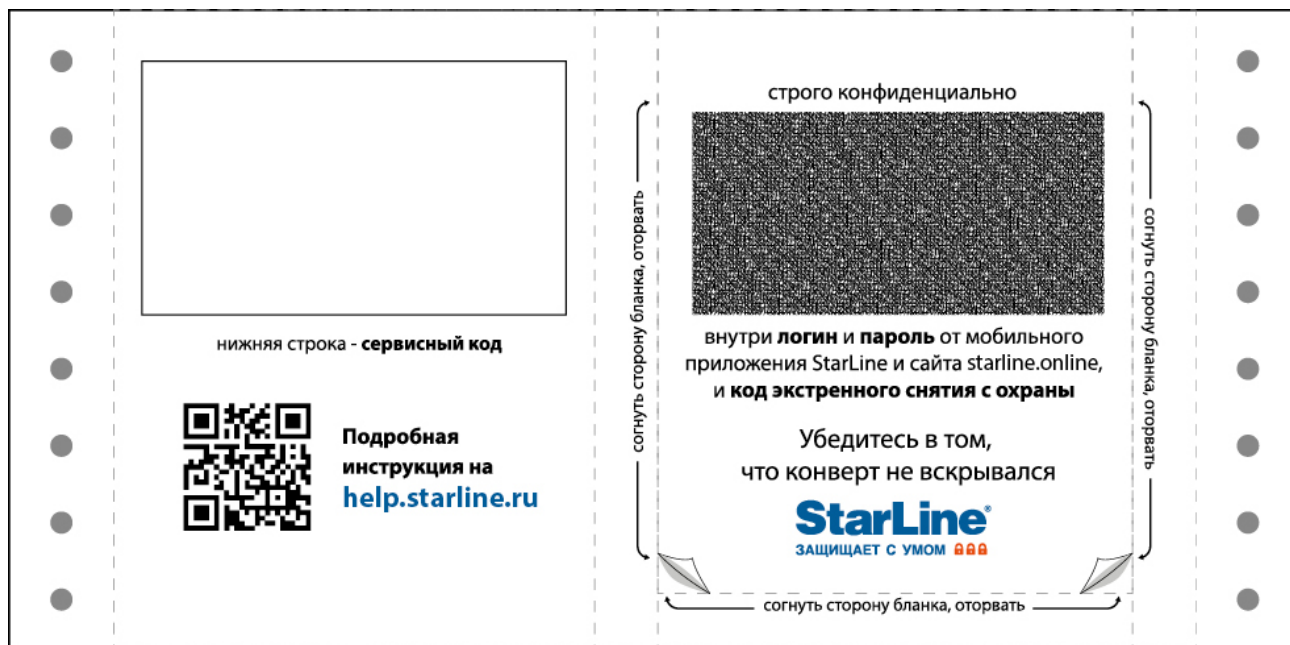 нижняя строка - сервисный код
Подробная
инструкция на
help.starline.ru
строго конфиденциально
согнуть сторону бланка, оторвать
согнуть сторону бланка, оторвать
внутри логин и пароль от мобильного
приложения StarLine и сайта starline.online,
и код экстренного снятия с охраны
Убедитесь в том,
что конверт не вскрывался
StarLine®
ЗАЩИЩАЕТ С УМОМ
согнуть сторону бланка, оторвать